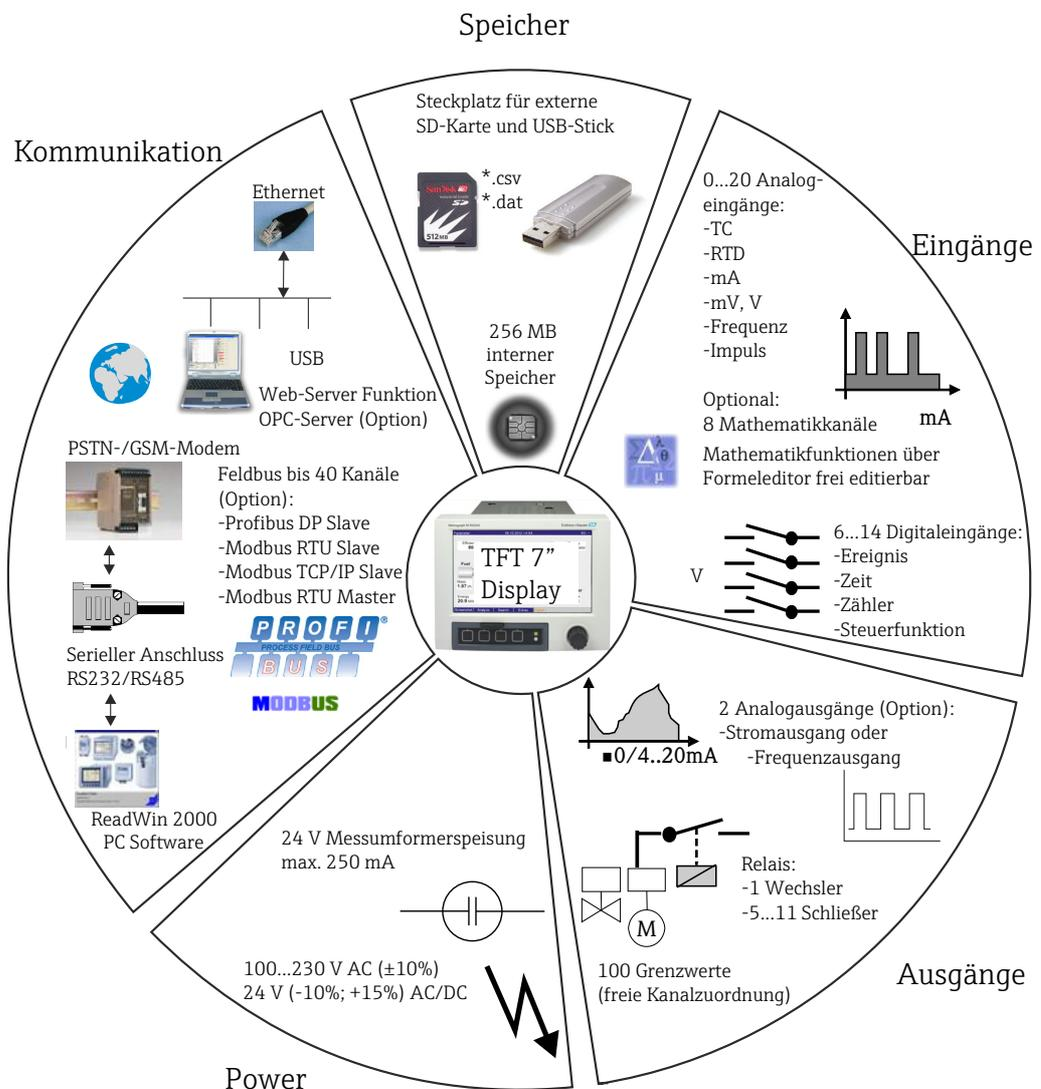 Speicher
Steckplatz für externe
SD-Karte und USB-Stick
SanDisk
SD
512MB
*.csv
*.dat
256 MB
interner
Speicher
Eingänge
0...20 Analog-
eingänge:
-TC
-RTD
-mA
-mV, V
-Frequenz
-Impuls
mA
Optional:
8 Mathematikkanäle
Mathematikfunktionen über
Formeleditor frei editierbar
V
6...14 Digitaleingänge:
-Ereignis
-Zeit
-Zähler
-Steuerfunktion
Ausgänge
2 Analogausgänge (Option):
-Stromausgang oder
-Frequenzausgang
■0/4..20mA
Relais:
-1 Wechsler
-5...11 Schließer
M
100 Grenzwerte
(freie Kanalzuordnung)
Power
24 V Messumformerspeisung
max. 250 mA
100...230 V AC (±10%)
24 V (-10%; +15%) AC/DC
Kommunikation
Ethernet
USB
Web-Server Funktion
OPC-Server (Option)
PSTN-/GSM-Modem
Feldbus bis 40 Kanäle
(Option):
-Profibus DP Slave
-Modbus RTU Slave
-Modbus TCP/IP Slave
-Modbus RTU Master
PROFI®
PROCESS FIELD BUS
BUS
MODBUS
Serieller Anschluss
RS232/RS485
ReadWin 2000
PC Software
TFT 7”
Display